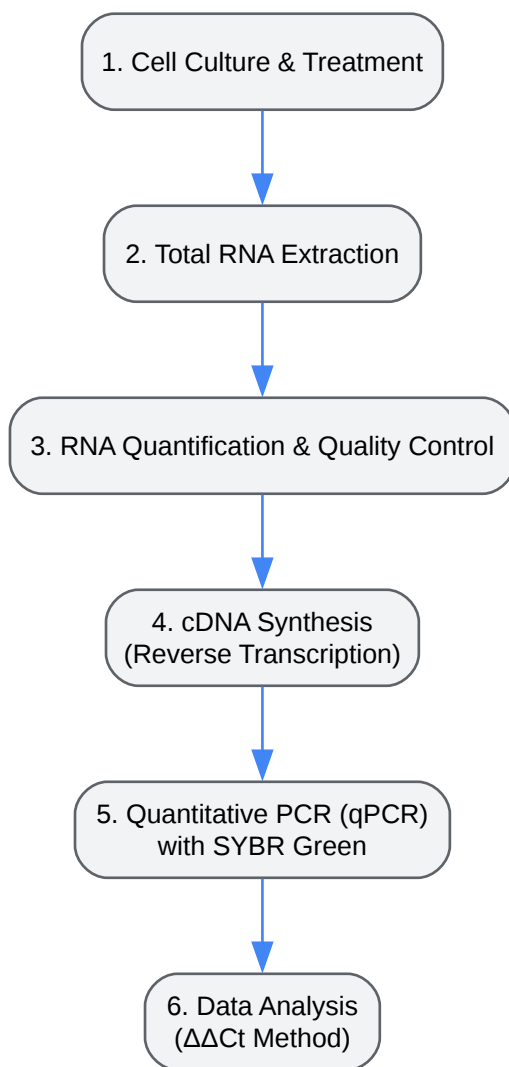 1. Cell Culture & Treatment
2. Total RNA Extraction
3. RNA Quantification & Quality Control
4. cDNA Synthesis
(Reverse Transcription)
5. Quantitative PCR (qPCR)
with SYBR Green
6. Data Analysis
(ΔΔCt Method)